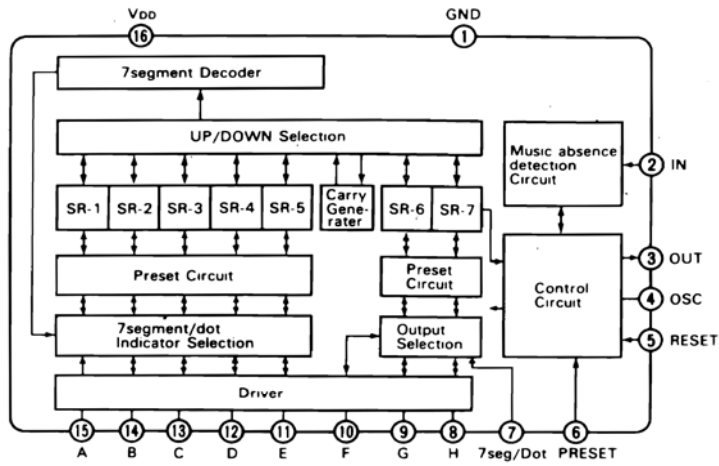 VDD
GND
16
1
7segment Decoder
UP/DOWN Selection
Music absence
detection
Circuit
2 IN
SR-1 SR-2 SR-3 SR-4 SR-5
Carry
Gene-
rater
SR-6 SR-7
Preset Circuit
Preset
Circuit
Control
Circuit
3 OUT
4 OSC
5 RESET
7segment/dot
Indicator Selection
Output
Selection
Driver
15 14 13 12 11 10 9 8 7 6
A B C D E F G H 7seg/Dot PRESET